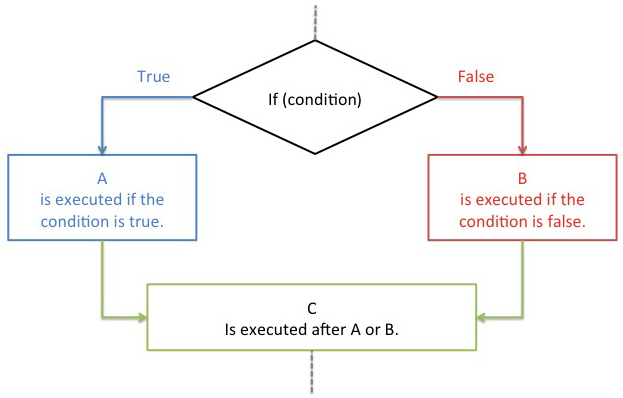 True
False
If (condition)
A
is executed if the
condition is true.
B
is executed if the
condition is false.
C
Is executed after A or B.